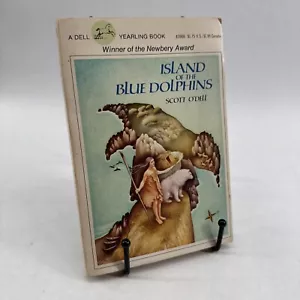 A DELL YEARLING BOOK
Winner of the Newbery Award
ISLAND
OF THE
BLUE DOLPHINS
SCOTT O'DELL